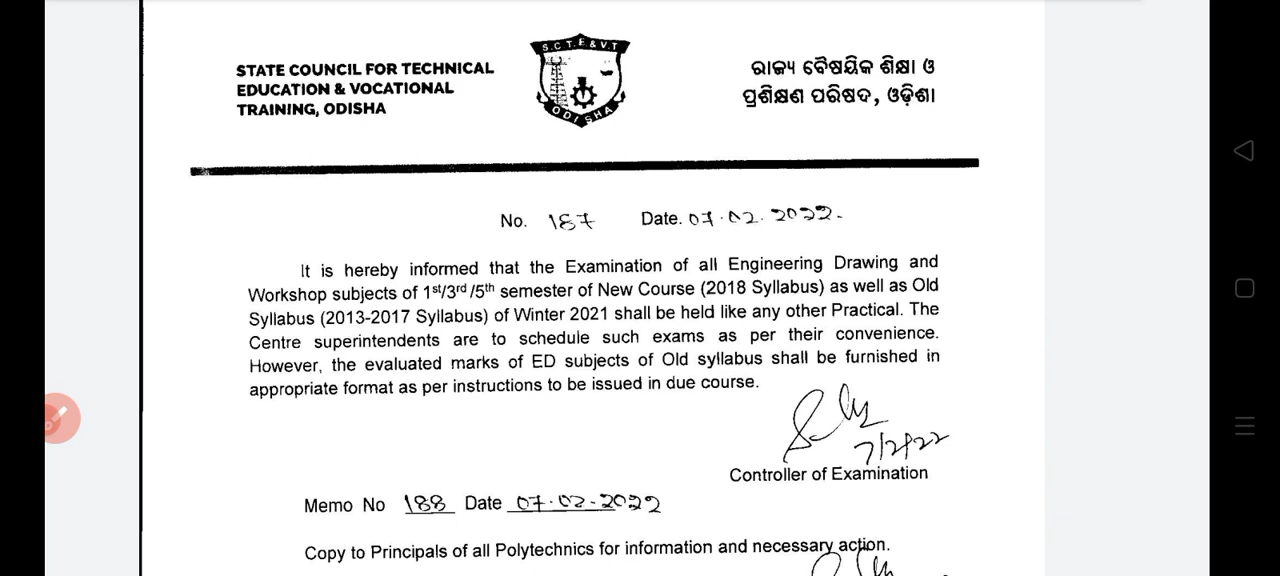 STATE COUNCIL FOR TECHNICAL
EDUCATION & VOCATIONAL
TRAINING, ODISHA
S.C.T.E & V.T
ODISHA
ରାଜ୍ୟ ବୈଷୟିକ ଶିକ୍ଷା ଓ
ପ୍ରଶିକ୍ଷଣ ପରିଷଦ, ଓଡ଼ିଶା
No. 187 Date. 07.02.2022.
It is hereby informed that the Examination of all Engineering Drawing and
Workshop subjects of 1st/3rd /5th semester of New Course (2018 Syllabus) as well as Old
Syllabus (2013-2017 Syllabus) of Winter 2021 shall be held like any other Practical. The
Centre superintendents are to schedule such exams as per their convenience.
However, the evaluated marks of ED subjects of Old syllabus shall be furnished in
appropriate format as per instructions to be issued in due course.
7/2/22
Controller of Examination
Memo No 188 Date 07.02-2022
Copy to Principals of all Polytechnics for information and necessary action.